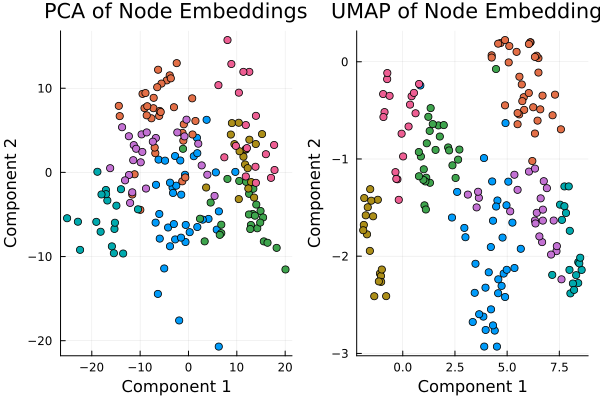 PCA of Node Embeddings
UMAP of Node Embedding
Component 2
10
0
−10
−20
−20
−10
0
10
20
Component 1
Component 2
0
−1
−2
−3
0.0
2.5
5.0
7.5
Component 1